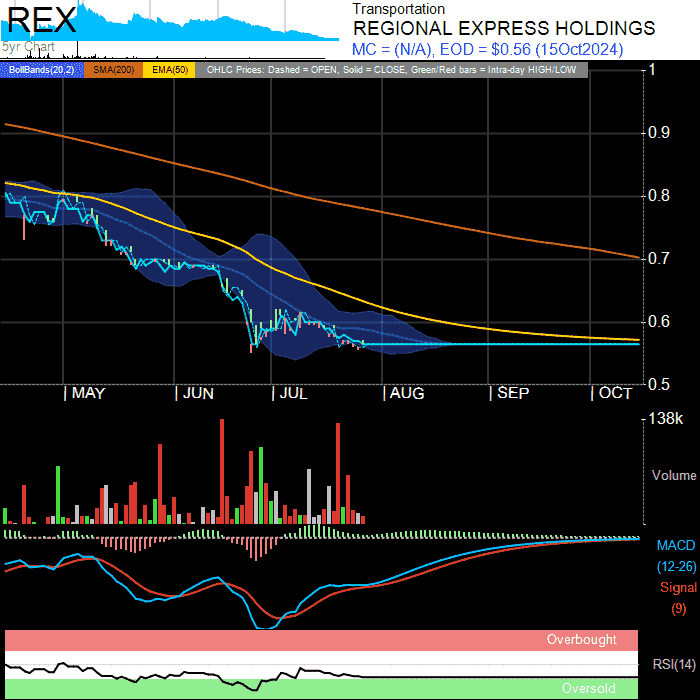 REX
5yr Chart
Transportation
REGIONAL EXPRESS HOLDINGS
MC = (N/A), EOD = $0.56 (15Oct2024)
BollBands(20,2) SMA(200) EMA(50) OHLC Prices: Dashed = OPEN, Solid = CLOSE, Green/Red bars = Intra-day HIGH/LOW
1
0.9
0.8
0.7
0.6
0.5
| MAY | JUN | JUL | AUG | SEP | OCT
138k
Volume
MACD
(12-26)
Signal
(9)
Overbought
RSI(14)
Oversold